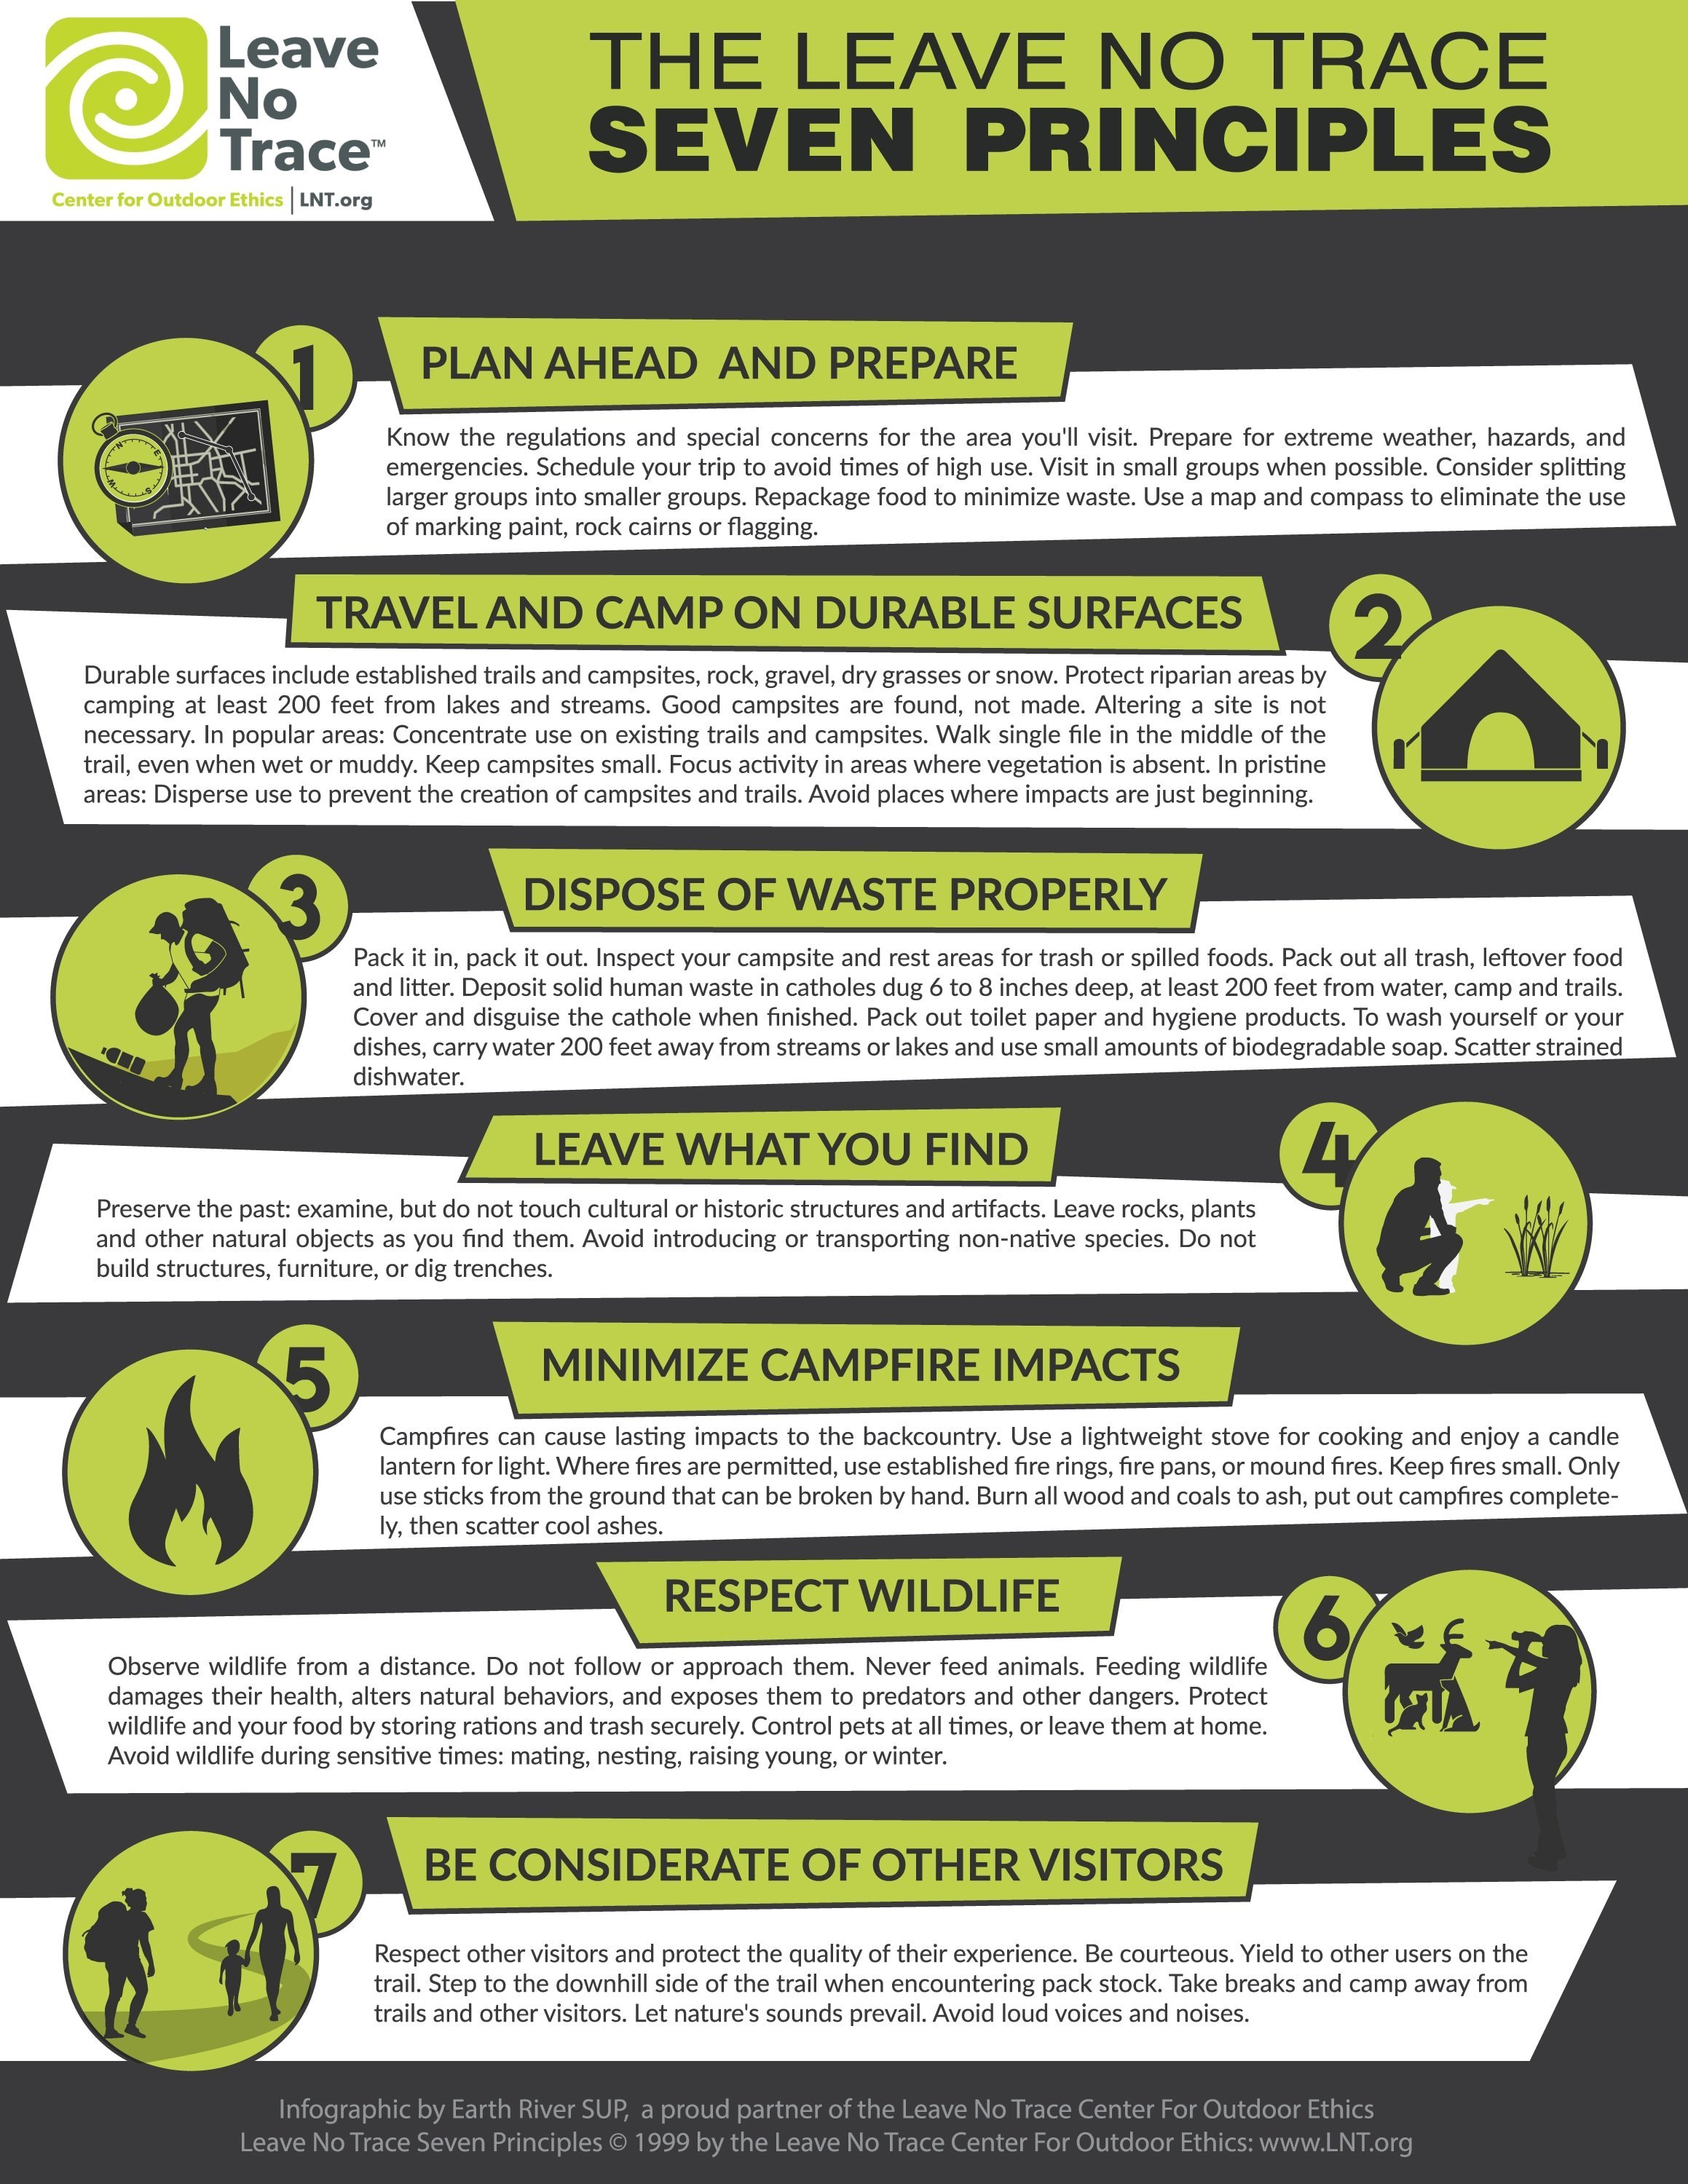 Leave
No
Trace™
Center for Outdoor Ethics | LNT.org
THE LEAVE NO TRACE
SEVEN PRINCIPLES
1
PLAN AHEAD AND PREPARE
N
E
S
W
Know the regulations and special concerns for the area you'll visit. Prepare for extreme weather, hazards, and
emergencies. Schedule your trip to avoid times of high use. Visit in small groups when possible. Consider splitting
larger groups into smaller groups. Repackage food to minimize waste. Use a map and compass to eliminate the use
of marking paint, rock cairns or flagging.
TRAVEL AND CAMP ON DURABLE SURFACES
2
Durable surfaces include established trails and campsites, rock, gravel, dry grasses or snow. Protect riparian areas by
camping at least 200 feet from lakes and streams. Good campsites are found, not made. Altering a site is not
necessary. In popular areas: Concentrate use on existing trails and campsites. Walk single file in the middle of the
trail, even when wet or muddy. Keep campsites small. Focus activity in areas where vegetation is absent. In pristine
areas: Disperse use to prevent the creation of campsites and trails. Avoid places where impacts are just beginning.
3
DISPOSE OF WASTE PROPERLY
Pack it in, pack it out. Inspect your campsite and rest areas for trash or spilled foods. Pack out all trash, leftover food
and litter. Deposit solid human waste in catholes dug 6 to 8 inches deep, at least 200 feet from water, camp and trails.
Cover and disguise the cathole when finished. Pack out toilet paper and hygiene products. To wash yourself or your
dishes, carry water 200 feet away from streams or lakes and use small amounts of biodegradable soap. Scatter strained
dishwater.
LEAVE WHAT YOU FIND
4
Preserve the past: examine, but do not touch cultural or historic structures and artifacts. Leave rocks, plants
and other natural objects as you find them. Avoid introducing or transporting non-native species. Do not
build structures, furniture, or dig trenches.
5
MINIMIZE CAMPFIRE IMPACTS
Campfires can cause lasting impacts to the backcountry. Use a lightweight stove for cooking and enjoy a candle
lantern for light. Where fires are permitted, use established fire rings, fire pans, or mound fires. Keep fires small. Only
use sticks from the ground that can be broken by hand. Burn all wood and coals to ash, put out campfires complete-
ly, then scatter cool ashes.
RESPECT WILDLIFE
6
Observe wildlife from a distance. Do not follow or approach them. Never feed animals. Feeding wildlife
damages their health, alters natural behaviors, and exposes them to predators and other dangers. Protect
wildlife and your food by storing rations and trash securely. Control pets at all times, or leave them at home.
Avoid wildlife during sensitive times: mating, nesting, raising young, or winter.
7
BE CONSIDERATE OF OTHER VISITORS
Respect other visitors and protect the quality of their experience. Be courteous. Yield to other users on the
trail. Step to the downhill side of the trail when encountering pack stock. Take breaks and camp away from
trails and other visitors. Let nature's sounds prevail. Avoid loud voices and noises.
Infographic by Earth River SUP, a proud partner of the Leave No Trace Center For Outdoor Ethics
Leave No Trace Seven Principles © 1999 by the Leave No Trace Center For Outdoor Ethics: www.LNT.org